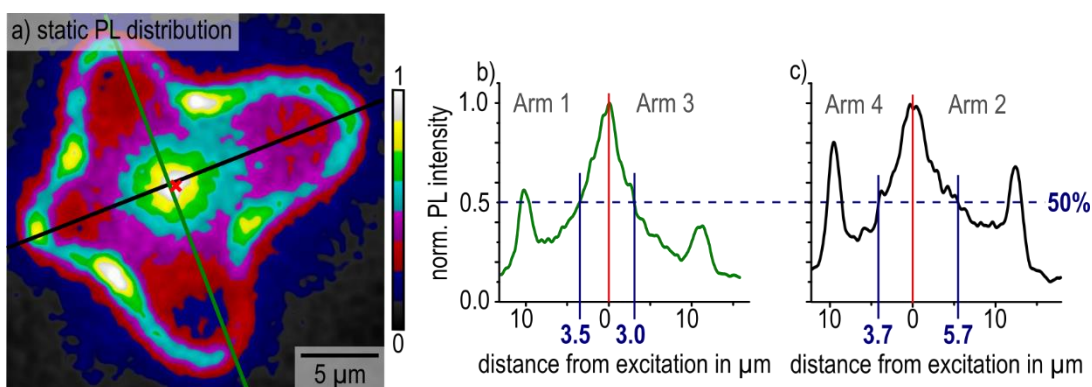 a) static PL distribution
1
0
5 µm
b)
Arm 1
Arm 3
norm. PL intensity
1.0
0.5
0.0
10
0
10
3.5
3.0
distance from excitation in µm
c)
Arm 4
Arm 2
50%
10
0
10
3.7
5.7
distance from excitation in µm